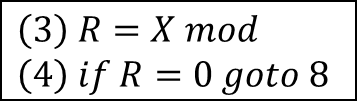 (3) R = X mod
(4) if R = 0 goto 8